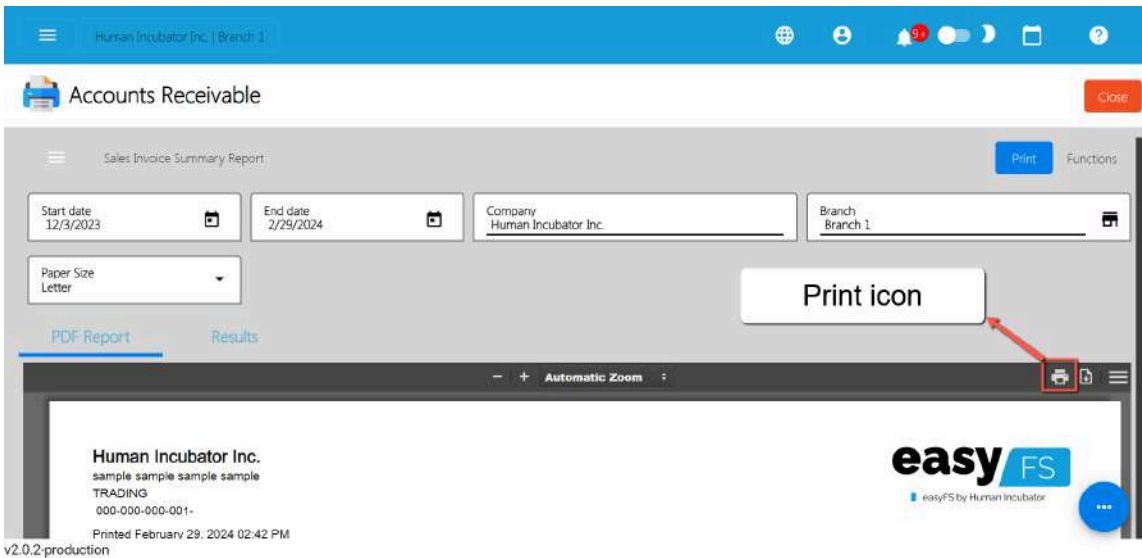 Human Incubator Inc. | Branch 1
9+
Accounts Receivable
Close
Sales Invoice Summary Report
Print
Functions
Start date
12/3/2023
End date
2/29/2024
Company
Human Incubator Inc.
Branch
Branch 1
Paper Size
Letter
Print icon
PDF Report
Results
Automatic Zoom
Human Incubator Inc.
sample sample sample sample
TRADING
000-000-000-001-
Printed February 29, 2024 02:42 PM
easy FS
easyFS by Human Incubator
v2.0.2-production